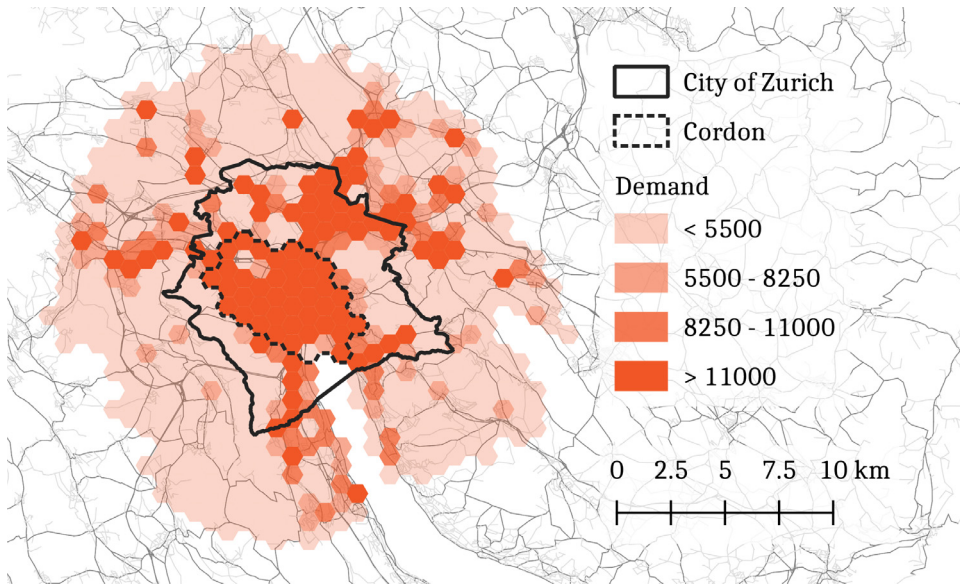 City of Zurich
Cordon
Demand
< 5500
5500 - 8250
8250 - 11000
> 11000
0 2.5 5 7.5 10 km